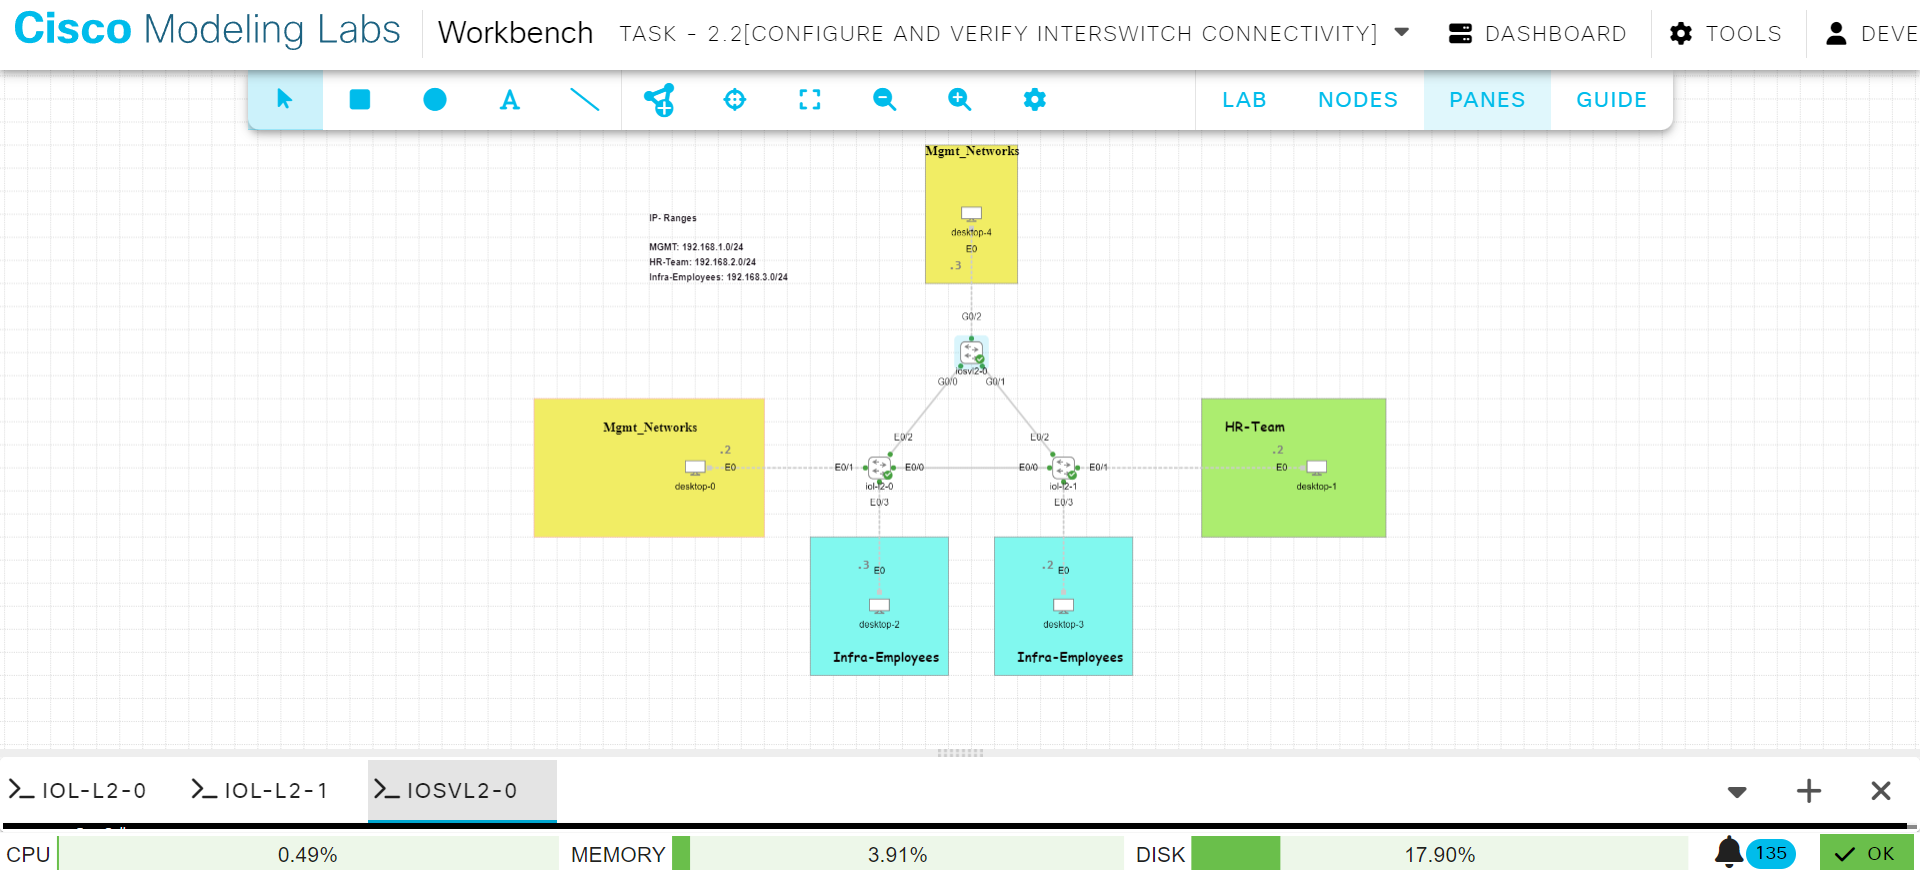 Cisco Modeling Labs Workbench TASK - 2.2[CONFIGURE AND VERIFY INTERSWITCH CONNECTIVITY] DASHBOARD TOOLS DEVE
A LAB NODES PANES GUIDE
Mgmt_Networks
desktop-4
E0
.3
IP- Ranges
MGMT: 192.168.1.0/24
HR-Team: 192.168.2.0/24
Infra-Employees: 192.168.3.0/24
G0/2
iosvl2-0
G0/0 G0/1
Mgmt_Networks
.2
E0
desktop-0
E0/2 E0/2
E0/1 E0/0 E0/0 E0/1
iol-l2-0 iol-l2-1
E0/3 E0/3
HR-Team
.2
E0
desktop-1
.3 E0
desktop-2
Infra-Employees
.2 E0
desktop-3
Infra-Employees
IOL-L2-0 IOL-L2-1 IOSVL2-0
CPU 0.49% MEMORY 3.91% DISK 17.90% 135 OK